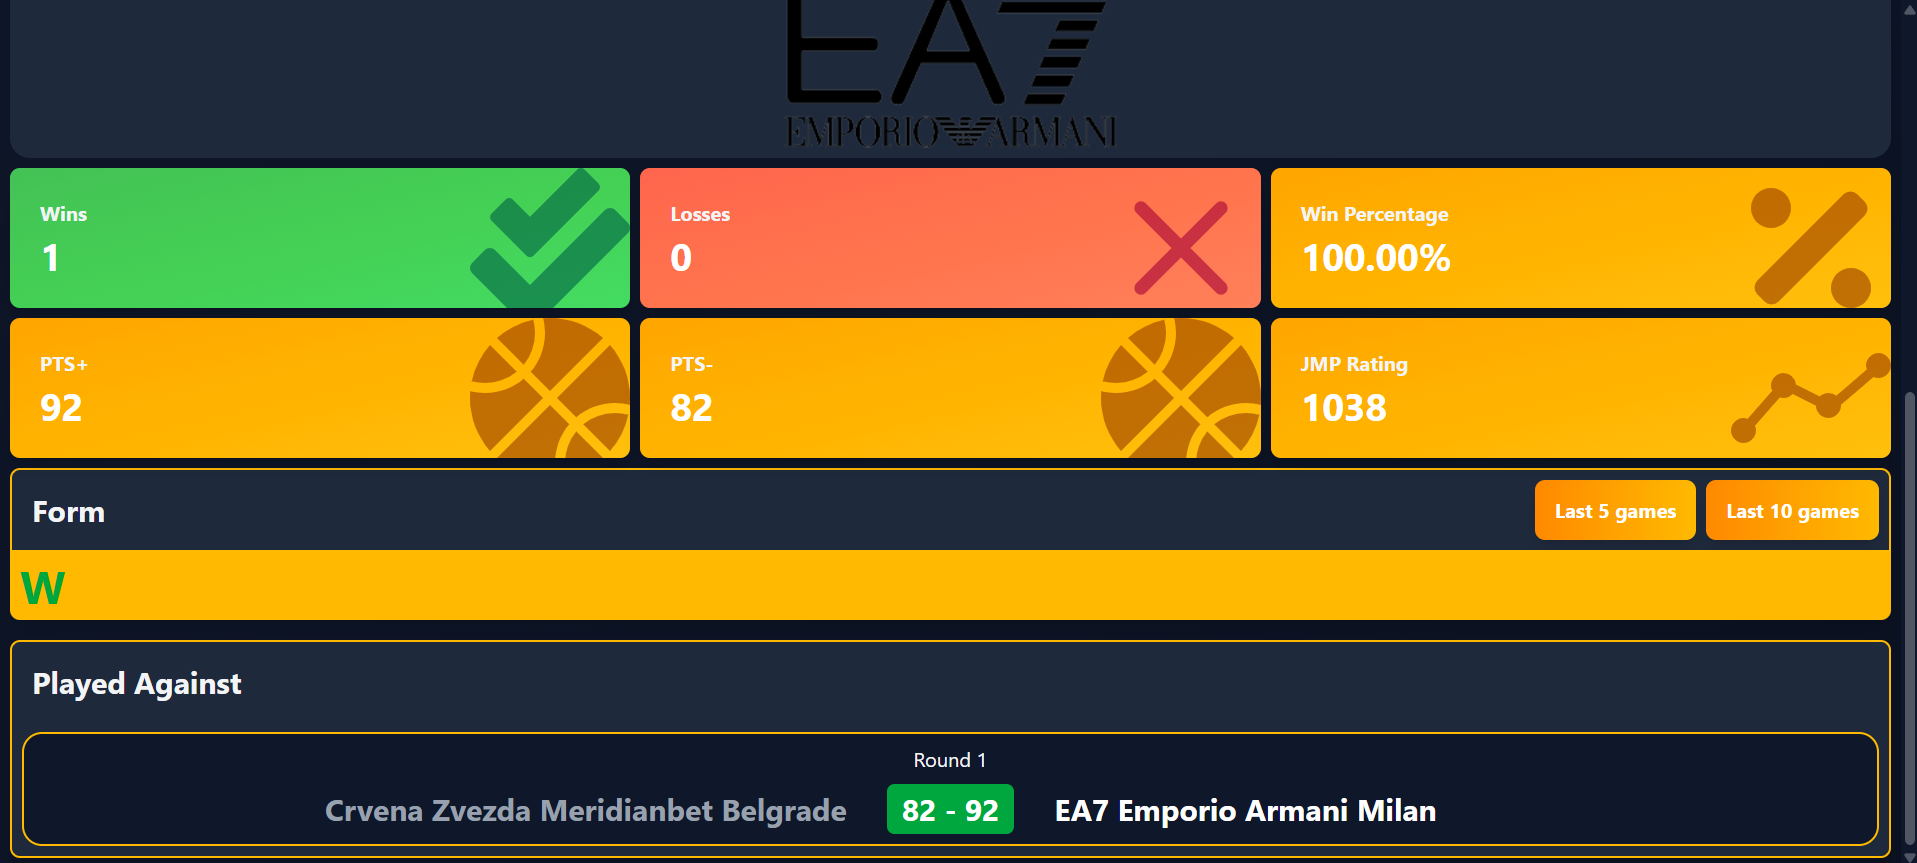 EA7
EMPORIO ARMANI
Wins
1
Losses
0
Win Percentage
100.00%
PTS+
92
PTS-
82
JMP Rating
1038
Form
Last 5 games
Last 10 games
W
Played Against
Round 1
Crvena Zvezda Meridianbet Belgrade
82 - 92
EA7 Emporio Armani Milan